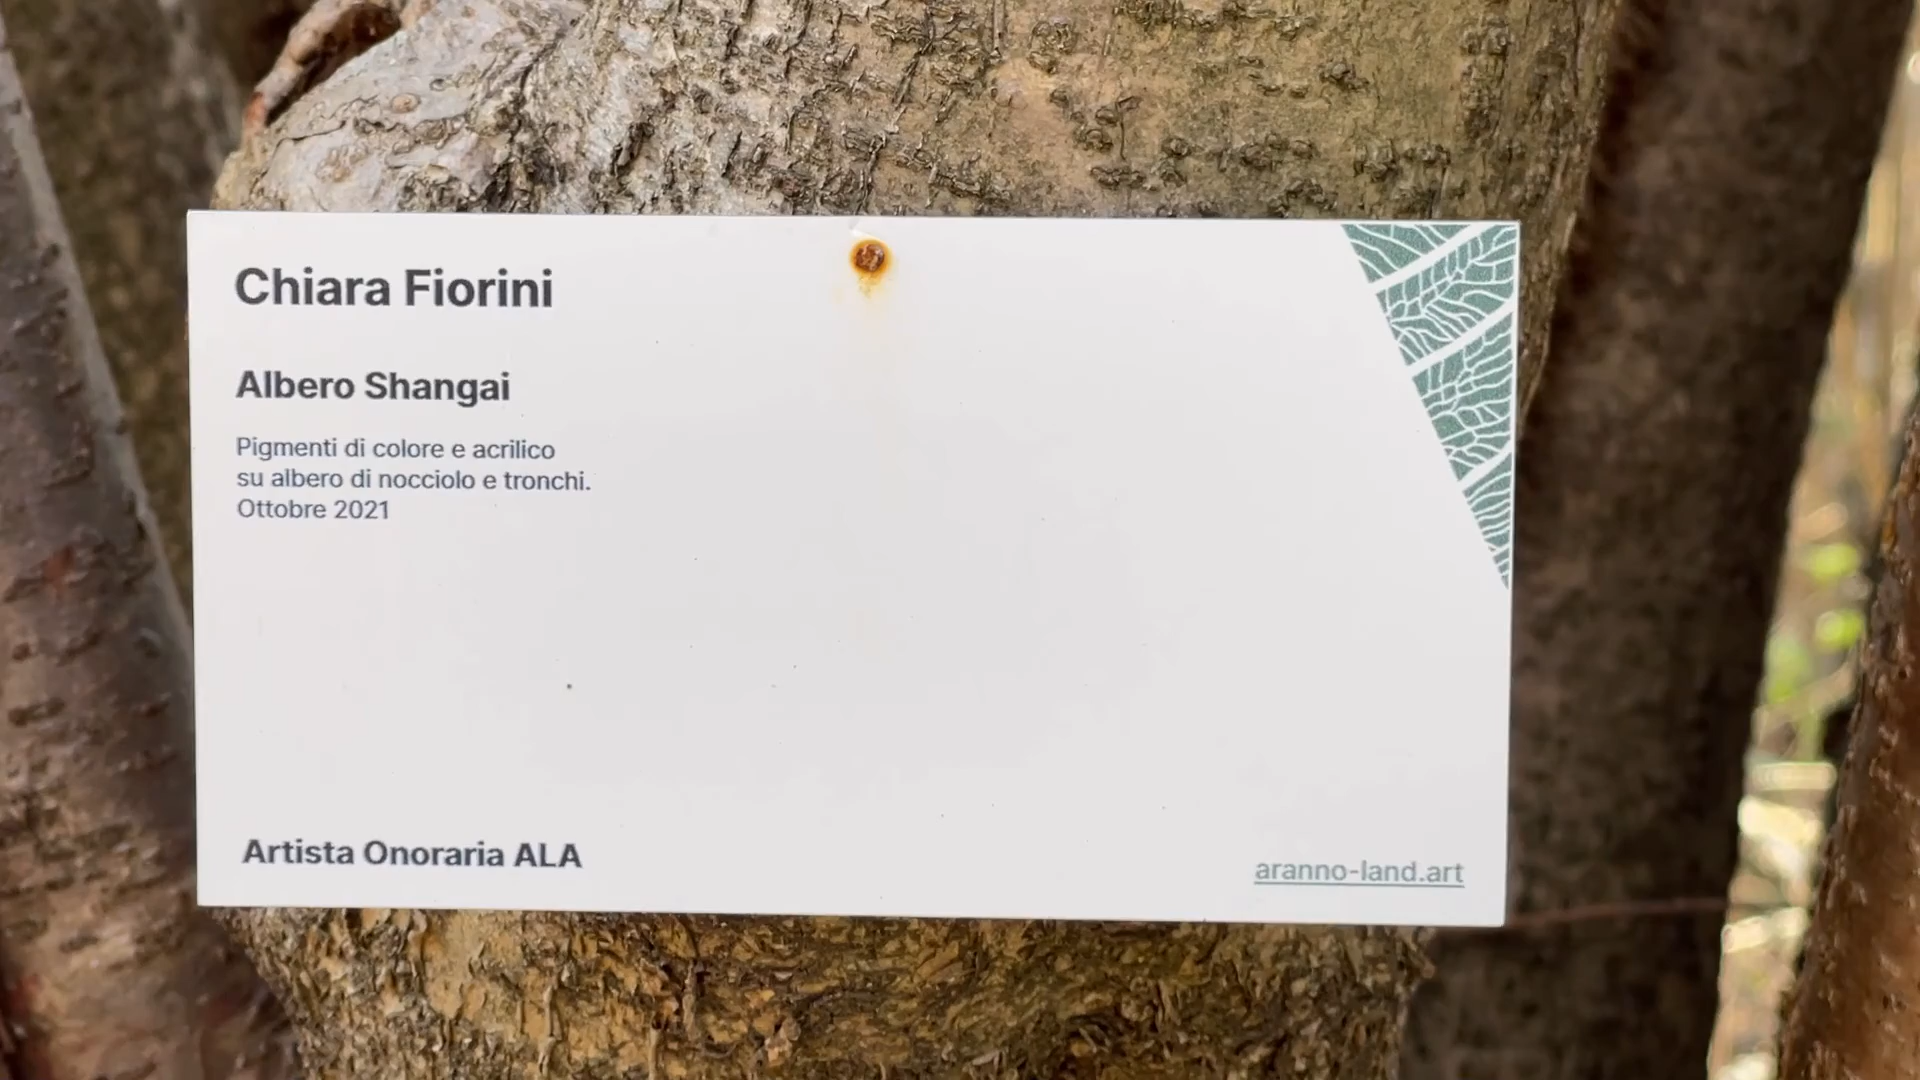 Chiara Fiorini
Albero Shangai
Pigmenti di colore e acrilico
su albero di nocciolo e tronchi.
Ottobre 2021
Artista Onoraria ALA
aranno-land.art